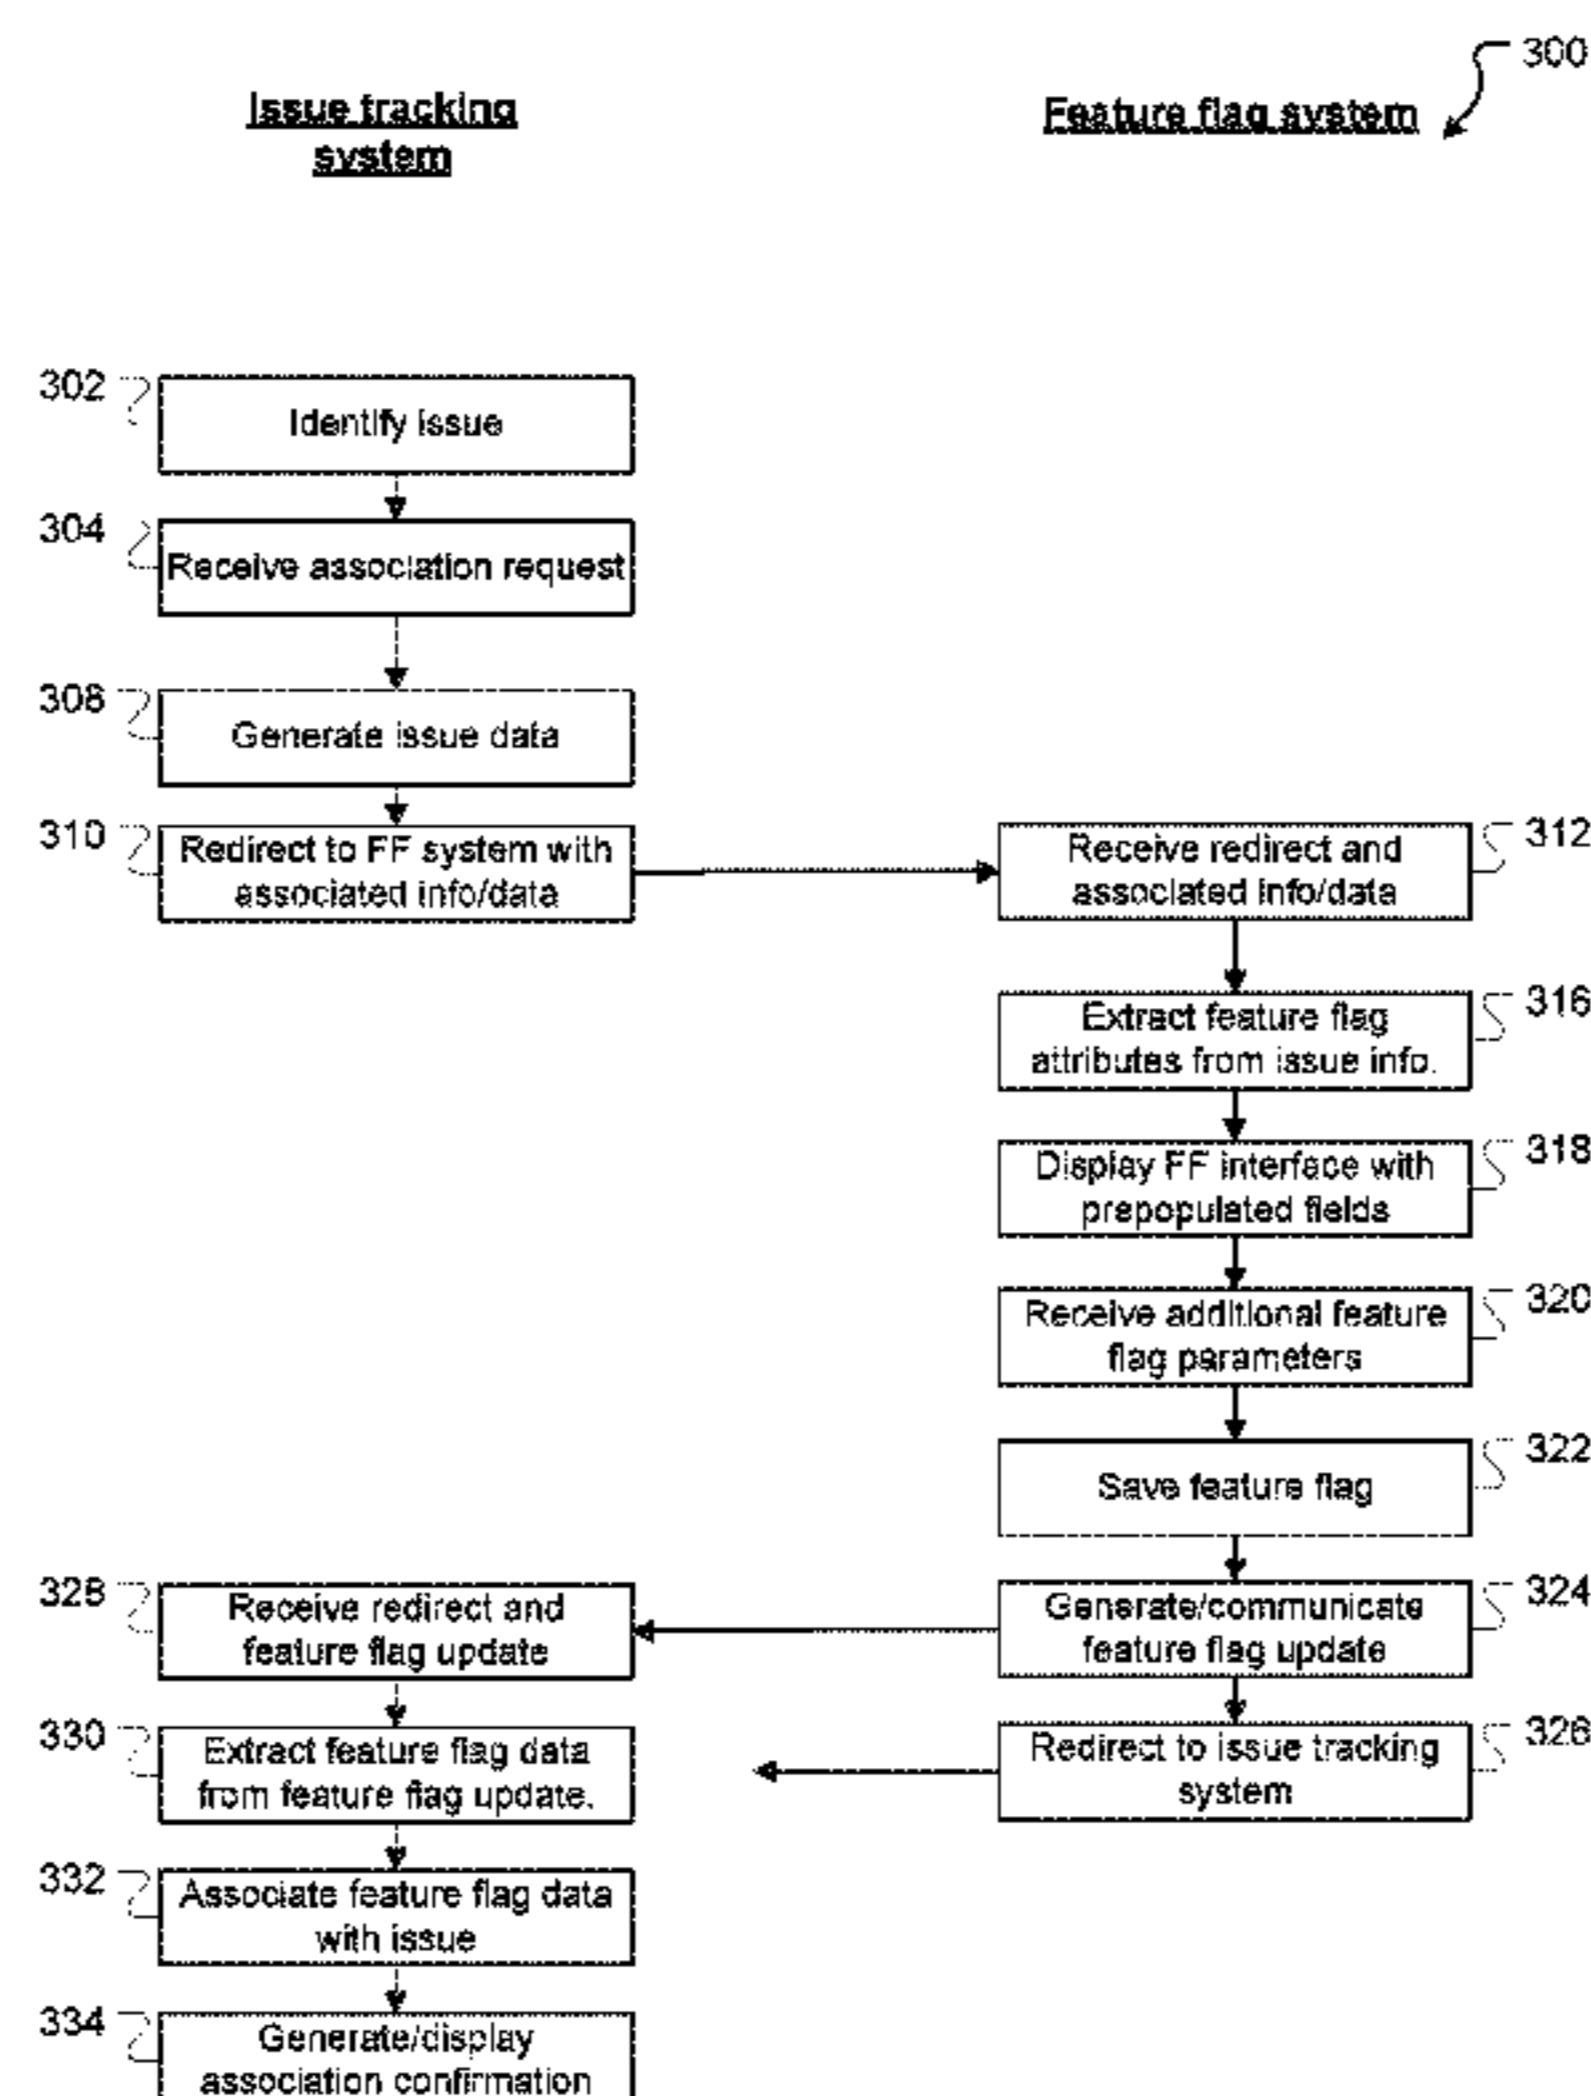 300
Issue tracking
system
Feature flag system
302
Identify issue
304
Receive association request
308
Generate issue data
310
Redirect to FF system with
associated info/data
312
Receive redirect and
associated info/data
316
Extract feature flag
attributes from issue info.
318
Display FF interface with
prepopulated fields
320
Receive additional feature
flag parameters
322
Save feature flag
324
Generate/communicate
feature flag update
326
Redirect to issue tracking
system
328
Receive redirect and
feature flag update
330
Extract feature flag data
from feature flag update.
332
Associate feature flag data
with issue
334
Generate/display
association confirmation